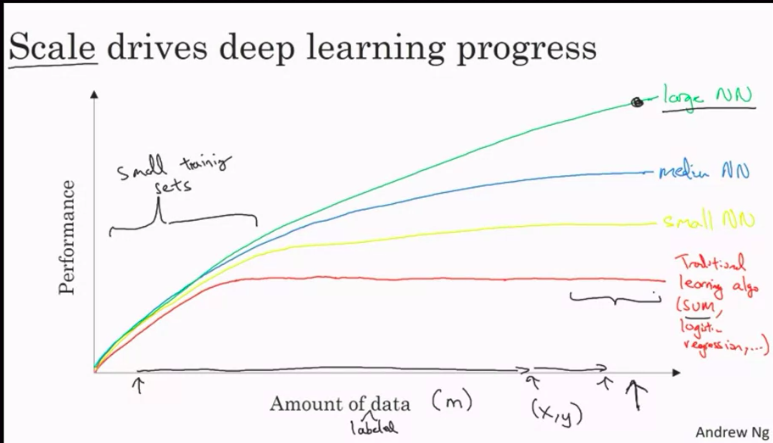 Scale drives deep learning progress
large NN
small training
sets
medium NN
small NN
Performance
Traditional
learning algo
(SVM,
logistic
regression,...)
Amount of data (m)
labeled
(x,y)
Andrew Ng